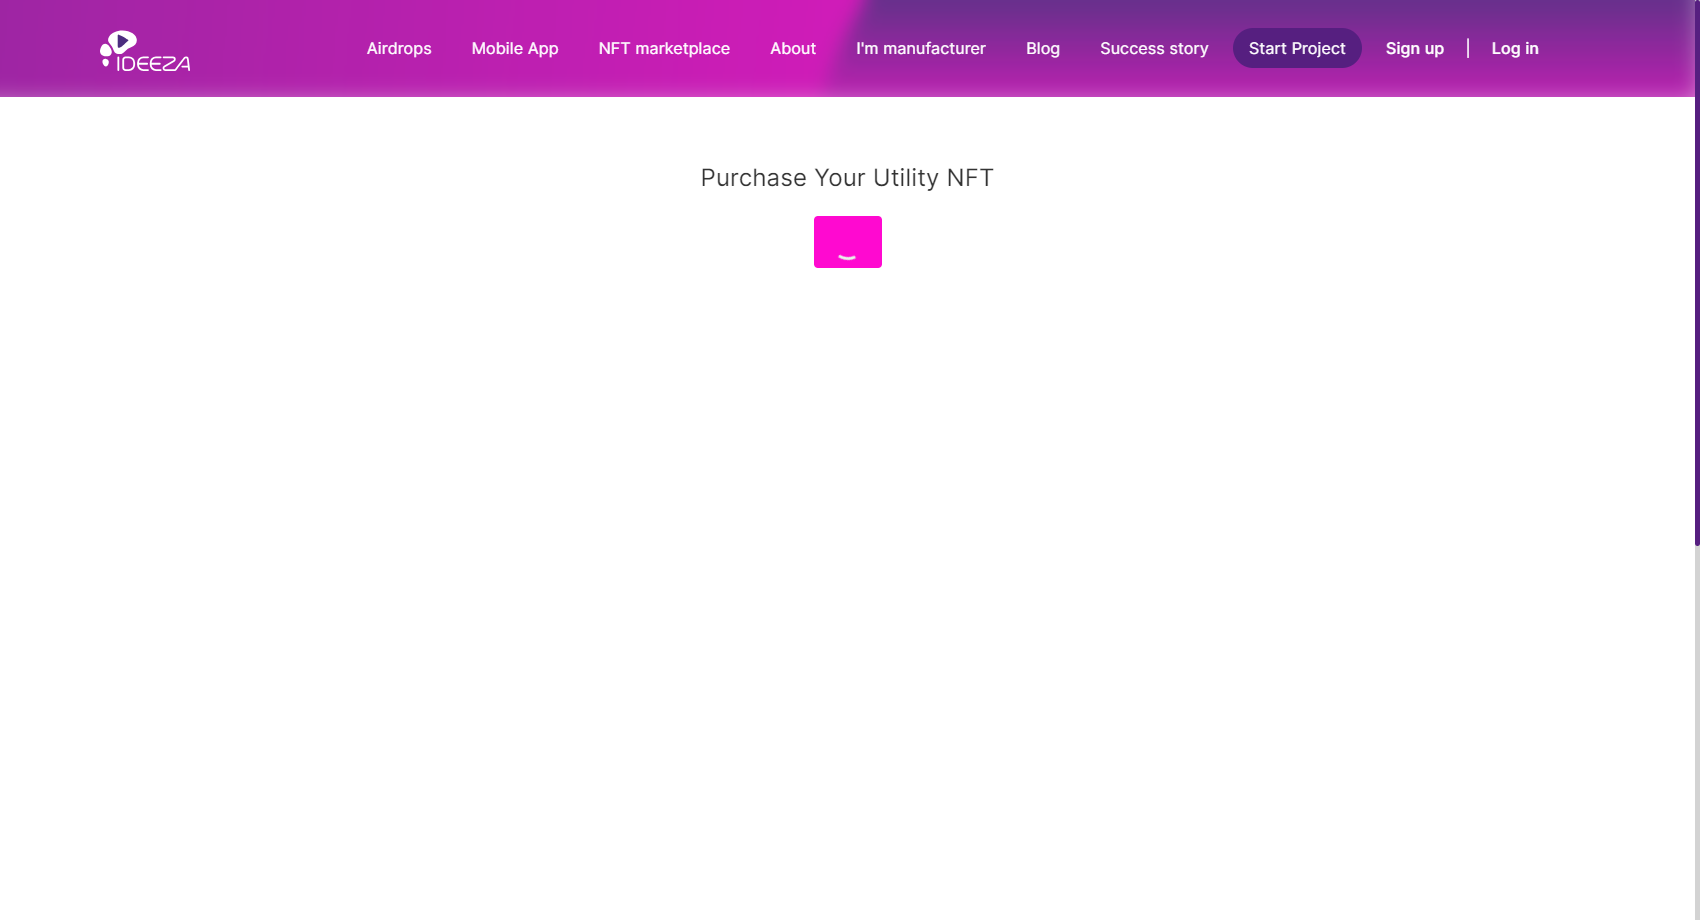 IDEEZA
Airdrops
Mobile App
NFT marketplace
About
I'm manufacturer
Blog
Success story
Start Project
Sign up
|
Log in
Purchase Your Utility NFT